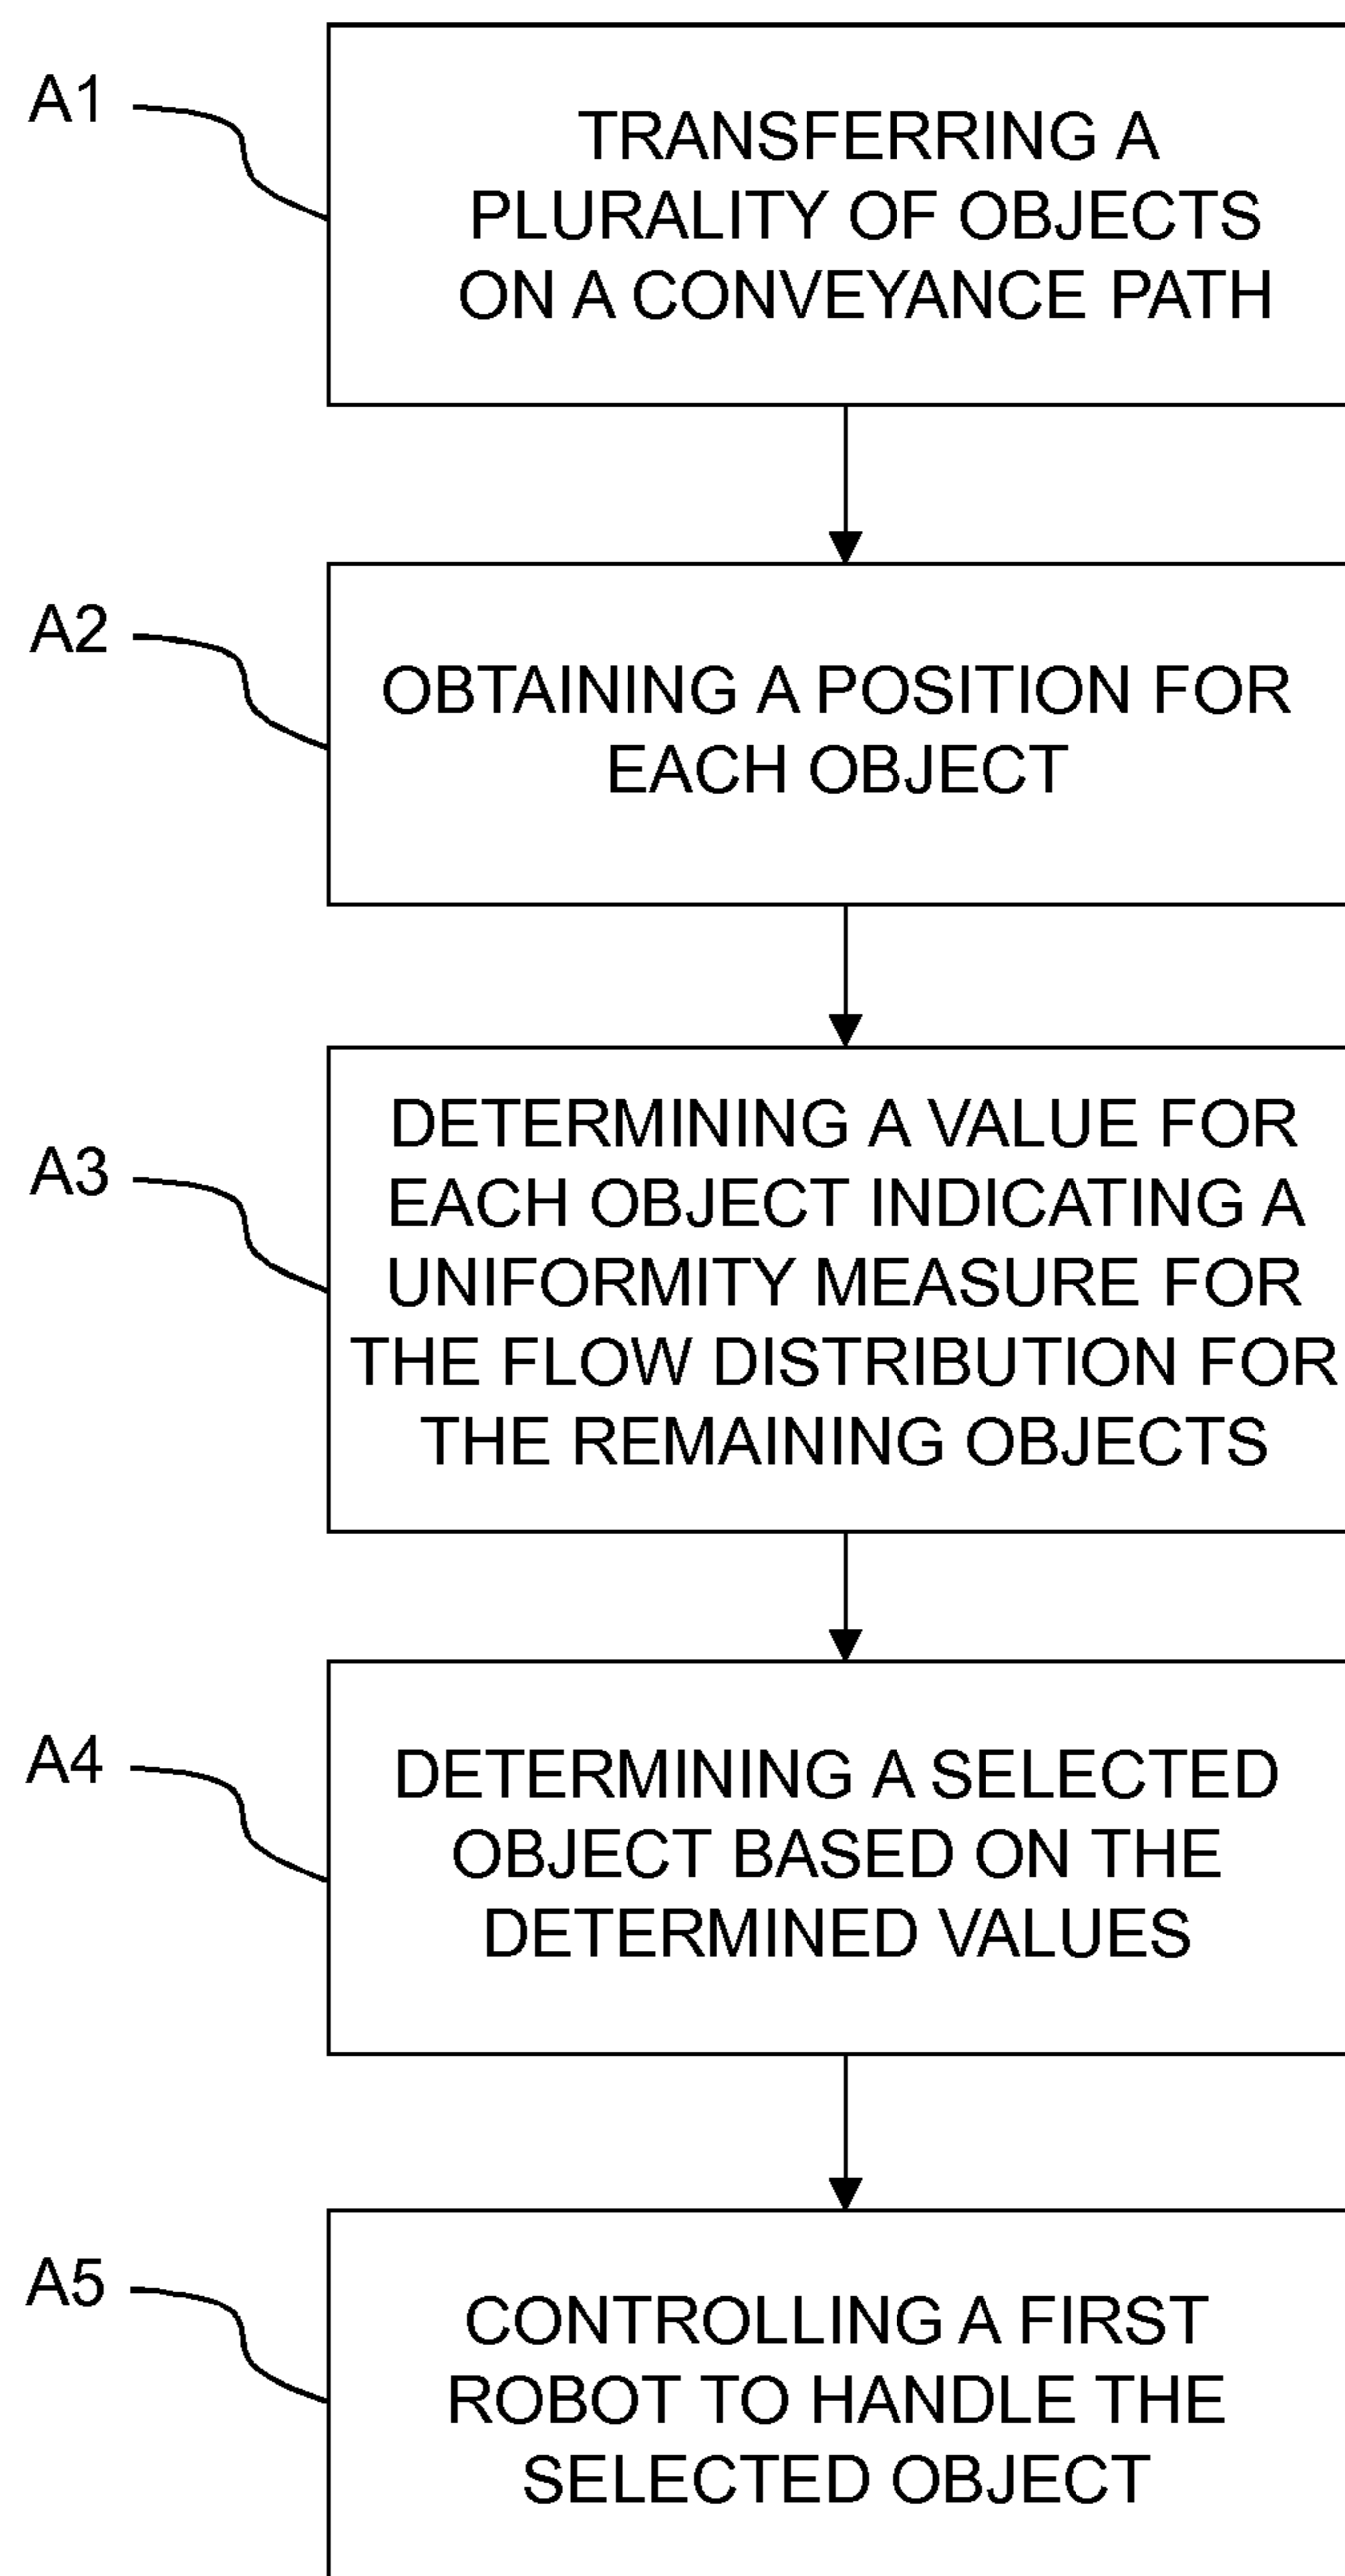 A1
TRANSFERRING A
PLURALITY OF OBJECTS
ON A CONVEYANCE PATH
A2
OBTAINING A POSITION FOR
EACH OBJECT
A3
DETERMINING A VALUE FOR
EACH OBJECT INDICATING A
UNIFORMITY MEASURE FOR
THE FLOW DISTRIBUTION FOR
THE REMAINING OBJECTS
A4
DETERMINING A SELECTED
OBJECT BASED ON THE
DETERMINED VALUES
A5
CONTROLLING A FIRST
ROBOT TO HANDLE THE
SELECTED OBJECT